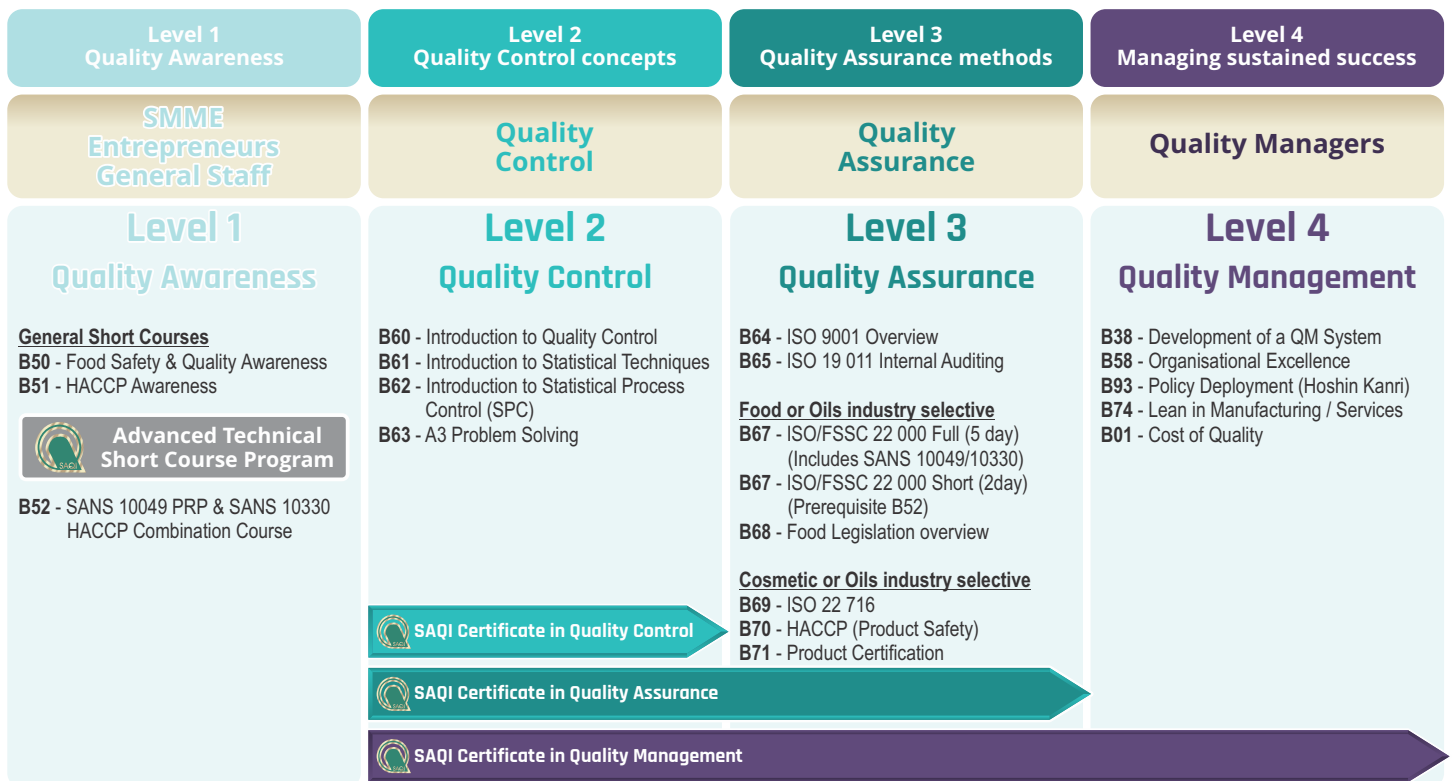 Level 1
Quality Awareness
Level 2
Quality Control concepts
Level 3
Quality Assurance methods
Level 4
Managing sustained success
SMME
Entrepreneurs
General Staff
Quality
Control
Quality
Assurance
Quality Managers
Level 1
Quality Awareness
General Short Courses
B50 - Food Safety & Quality Awareness
B51 - HACCP Awareness
SAQI
Advanced Technical
Short Course Program
B52 - SANS 10049 PRP & SANS 10330
HACCP Combination Course
Level 2
Quality Control
B60 - Introduction to Quality Control
B61 - Introduction to Statistical Techniques
B62 - Introduction to Statistical Process
Control (SPC)
B63 - A3 Problem Solving
Level 3
Quality Assurance
B64 - ISO 9001 Overview
B65 - ISO 19 011 Internal Auditing
Food or Oils industry selective
B67 - ISO/FSSC 22 000 Full (5 day)
(Includes SANS 10049/10330)
B67 - ISO/FSSC 22 000 Short (2day)
(Prerequisite B52)
B68 - Food Legislation overview
Cosmetic or Oils industry selective
B69 - ISO 22 716
B70 - HACCP (Product Safety)
B71 - Product Certification
Level 4
Quality Management
B38 - Development of a QM System
B58 - Organisational Excellence
B93 - Policy Deployment (Hoshin Kanri)
B74 - Lean in Manufacturing / Services
B01 - Cost of Quality
SAQI
SAQI Certificate in Quality Control
SAQI
SAQI Certificate in Quality Assurance
SAQI
SAQI Certificate in Quality Management